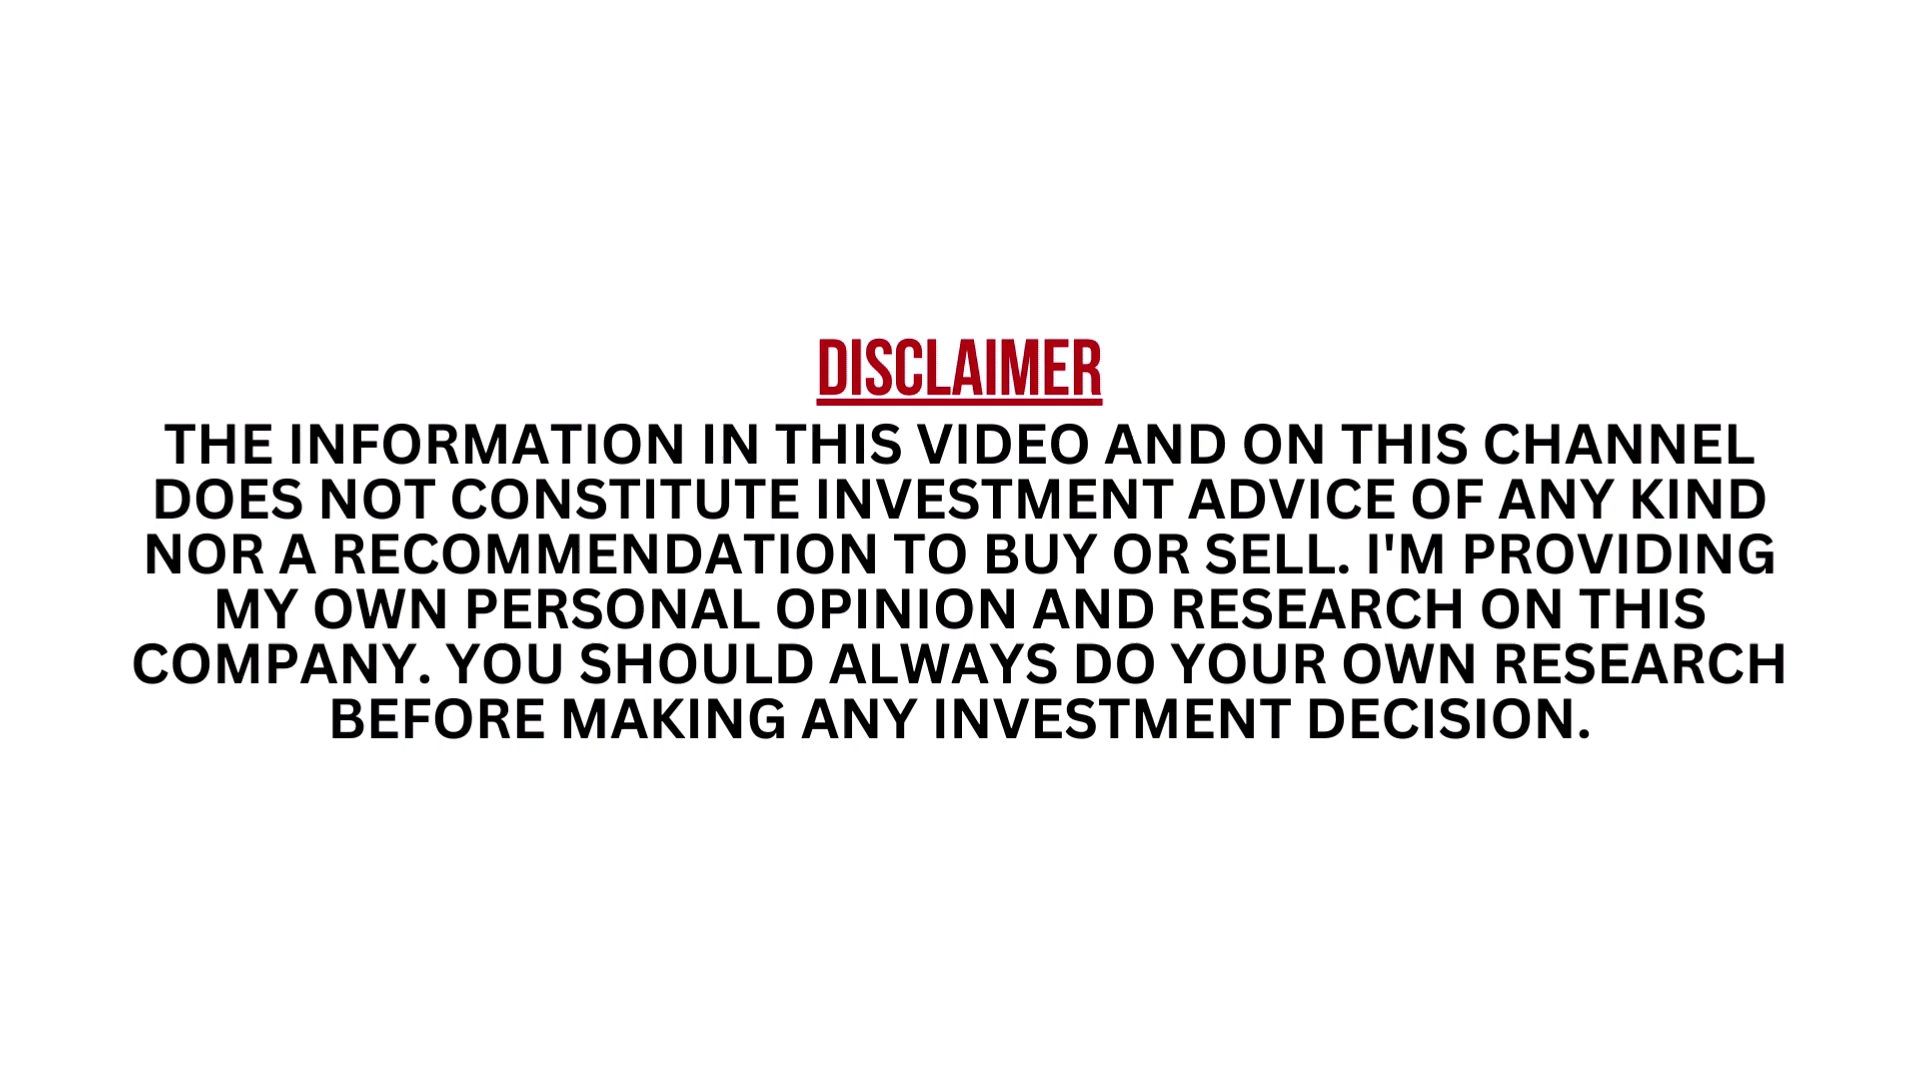 DISCLAIMER
THE INFORMATION IN THIS VIDEO AND ON THIS CHANNEL
DOES NOT CONSTITUTE INVESTMENT ADVICE OF ANY KIND
NOR A RECOMMENDATION TO BUY OR SELL. I'M PROVIDING
MY OWN PERSONAL OPINION AND RESEARCH ON THIS
COMPANY. YOU SHOULD ALWAYS DO YOUR OWN RESEARCH
BEFORE MAKING ANY INVESTMENT DECISION.